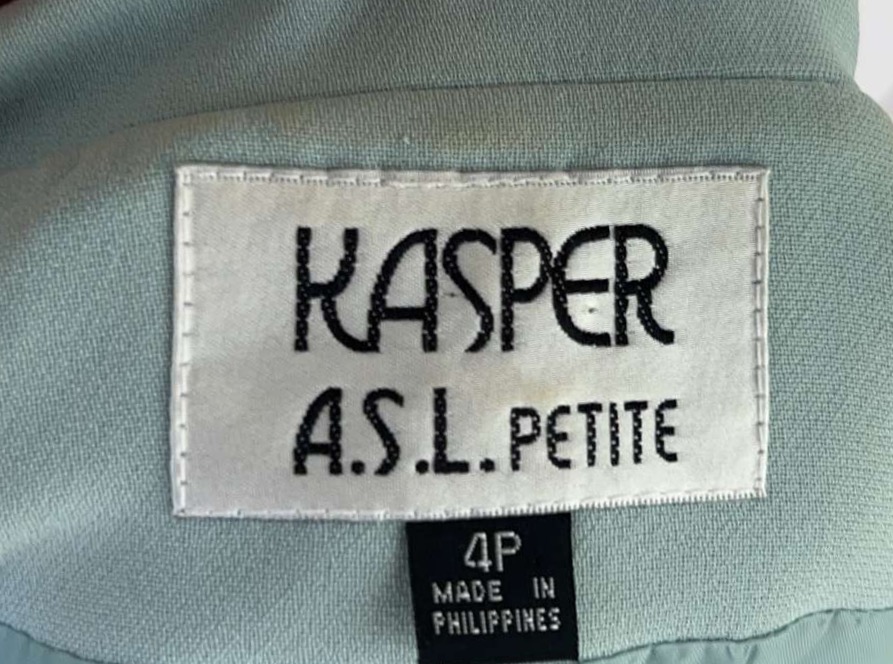 KASPER
A.S.L. PETITE
4P
MADE IN
PHILIPPINES